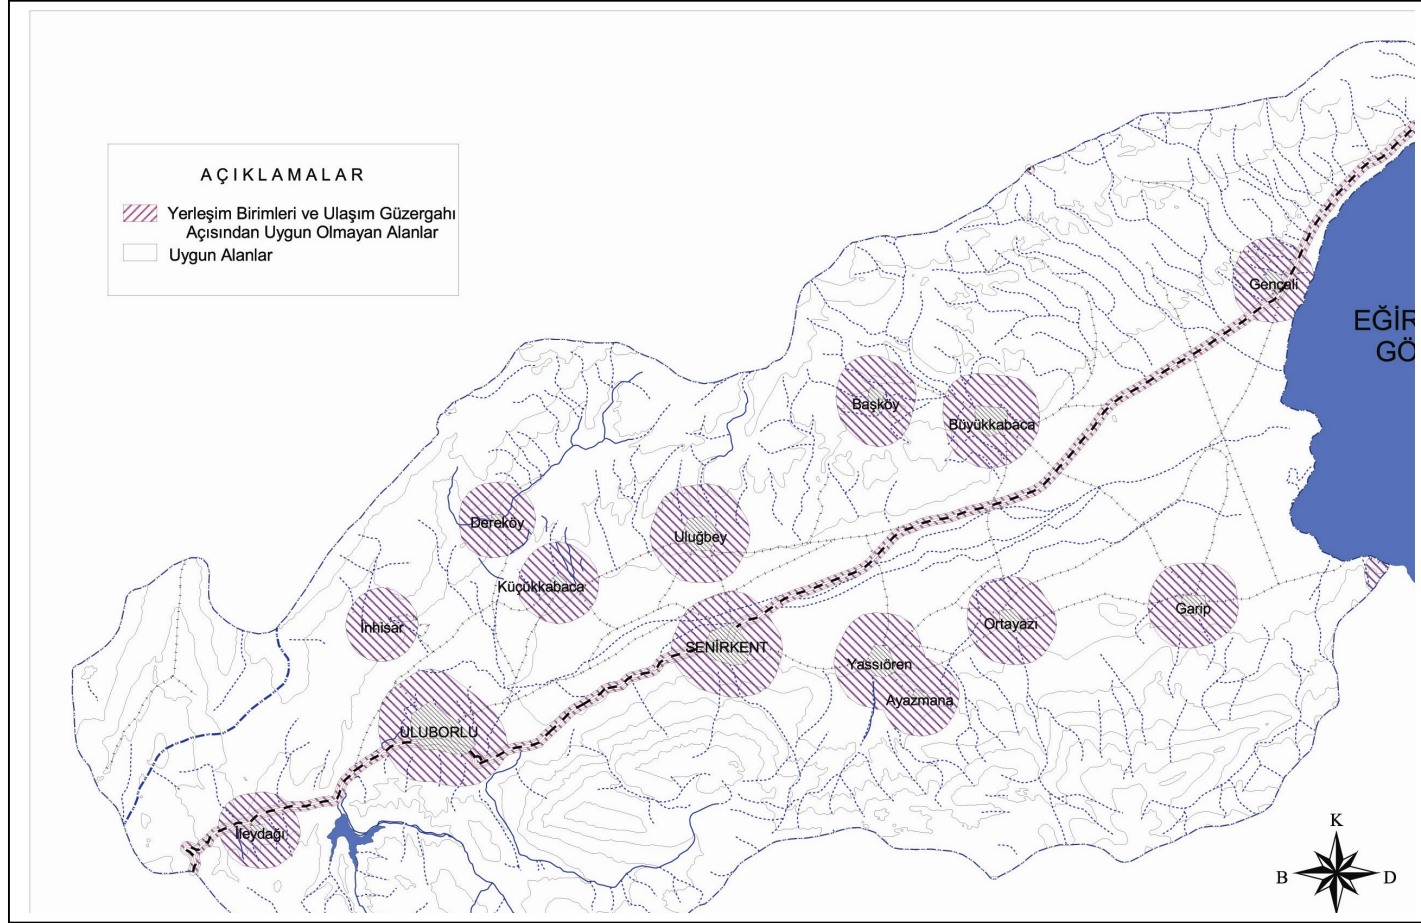 AÇIKLAMALAR
Yerleşim Birimleri ve Ulaşım Güzergahı
Açısından Uygun Olmayan Alanlar
Uygun Alanlar
Gençali
EĞİR
GÖ
Başköy
Büyükkabaca
Dereköy
Uluğbey
Küçükkabaca
İnhisar
Garip
Ortayazi
SENİRKENT
Yassıören
Ayazmana
ULUBORLU
İleydağı
K
B
D